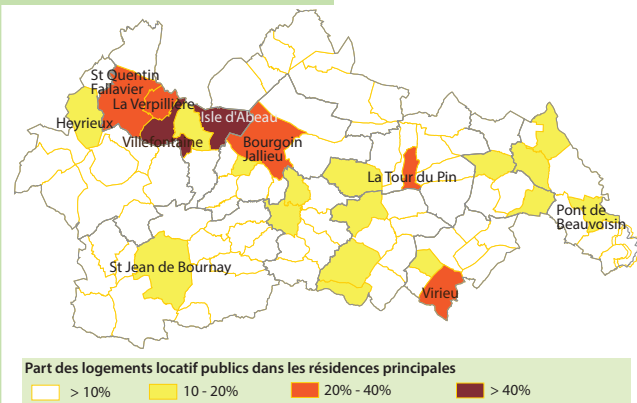 St Quentin
Fallavier
La Verpillière
Isle d'Abeau
Heyrieux
Villefontaine
Bourgoin
Jallieu
La Tour du Pin
Pont de
Beauvoisin
St Jean de Bournay
Virieu
Part des logements locatif publics dans les résidences principales
> 10%
10 - 20%
20% - 40%
> 40%